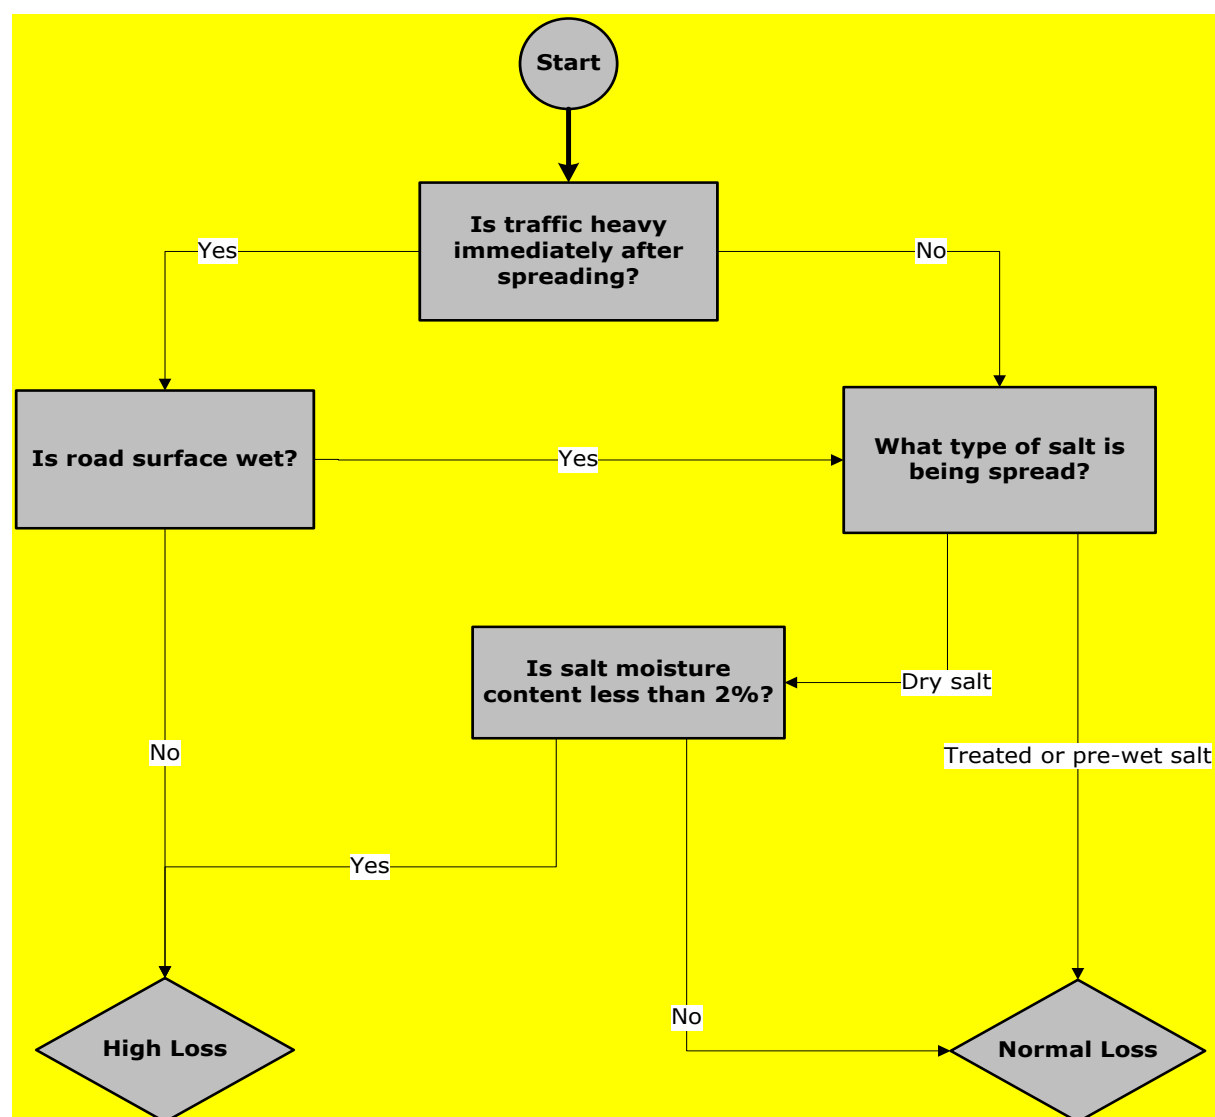 Start
Is traffic heavy
immediately after
spreading?
Yes
No
Is road surface wet?
Yes
What type of salt is
being spread?
Is salt moisture
content less than 2%?
Dry salt
No
Treated or pre-wet salt
Yes
No
High Loss
Normal Loss